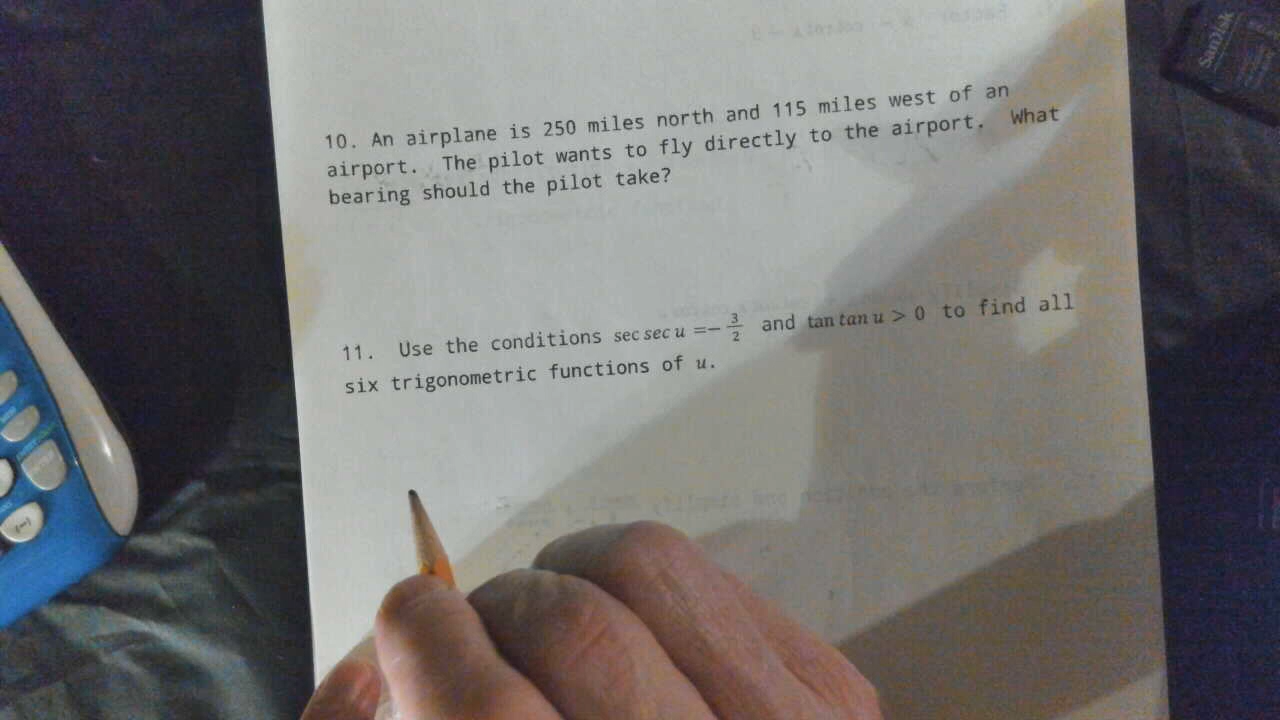 10. An airplane is 250 miles north and 115 miles west of an
airport. The pilot wants to fly directly to the airport. What
bearing should the pilot take?
11. Use the conditions sec sec u =− 3/2 and tan tan u > 0 to find all
six trigonometric functions of u.
SanDisk